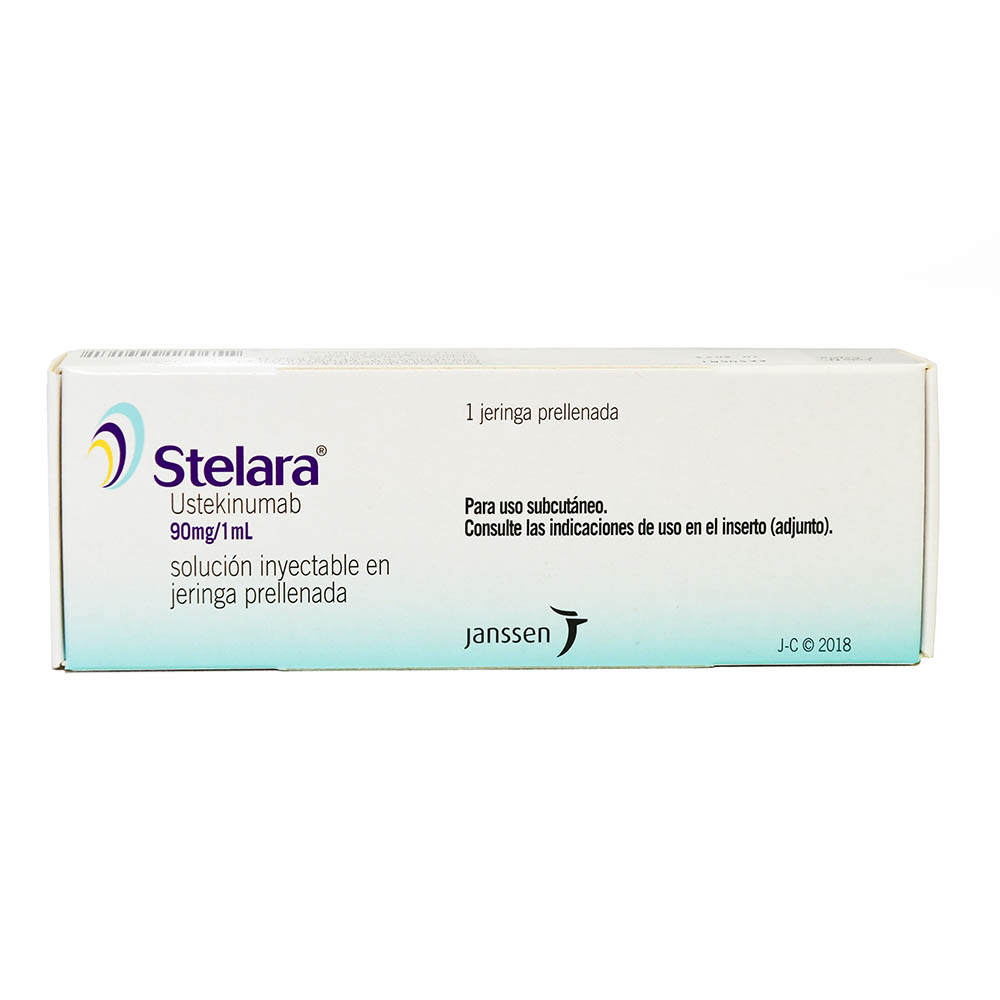 Stelara®
Ustekinumab
90mg/1mL
solución inyectable en
jeringa prellenada
1 jeringa prellenada
Para uso subcutáneo.
Consulte las indicaciones de uso en el inserto (adjunto).
janssen
J-C © 2018